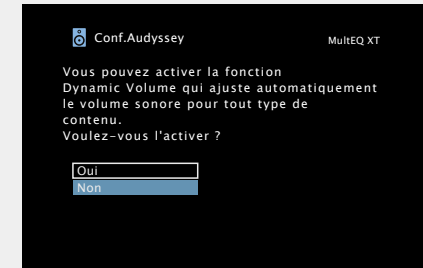 Conf.Audyssey
MultEQ XT
Vous pouvez activer la fonction
Dynamic Volume qui ajuste automatiquement
le volume sonore pour tout type de
contenu.
Voulez-vous l'activer ?
Oui
Non